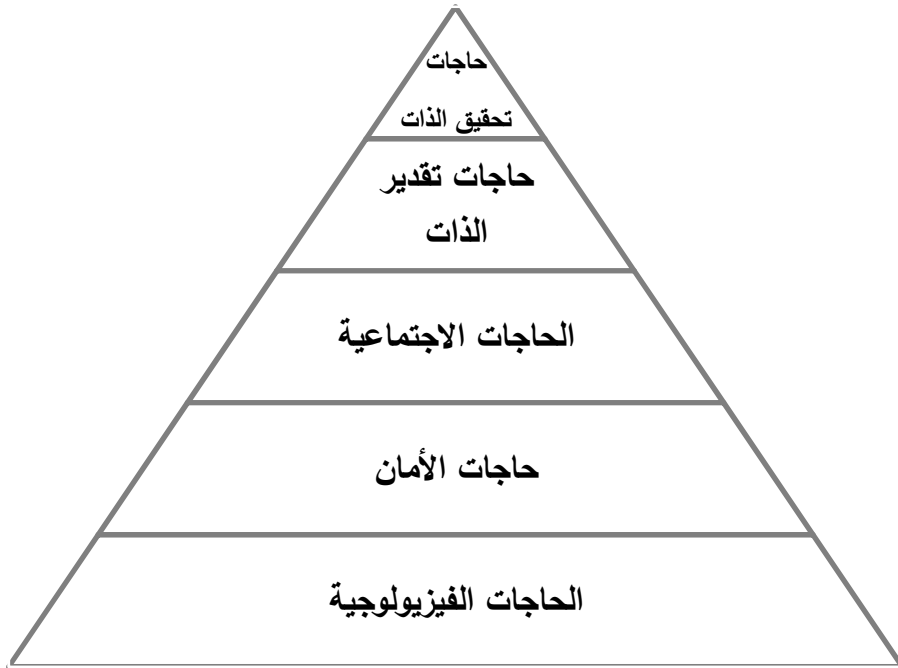 حاجات
تحقيق الذات
حاجات تقدير
الذات
الحاجات الاجتماعية
حاجات الأمان
الحاجات الفيزيولوجية